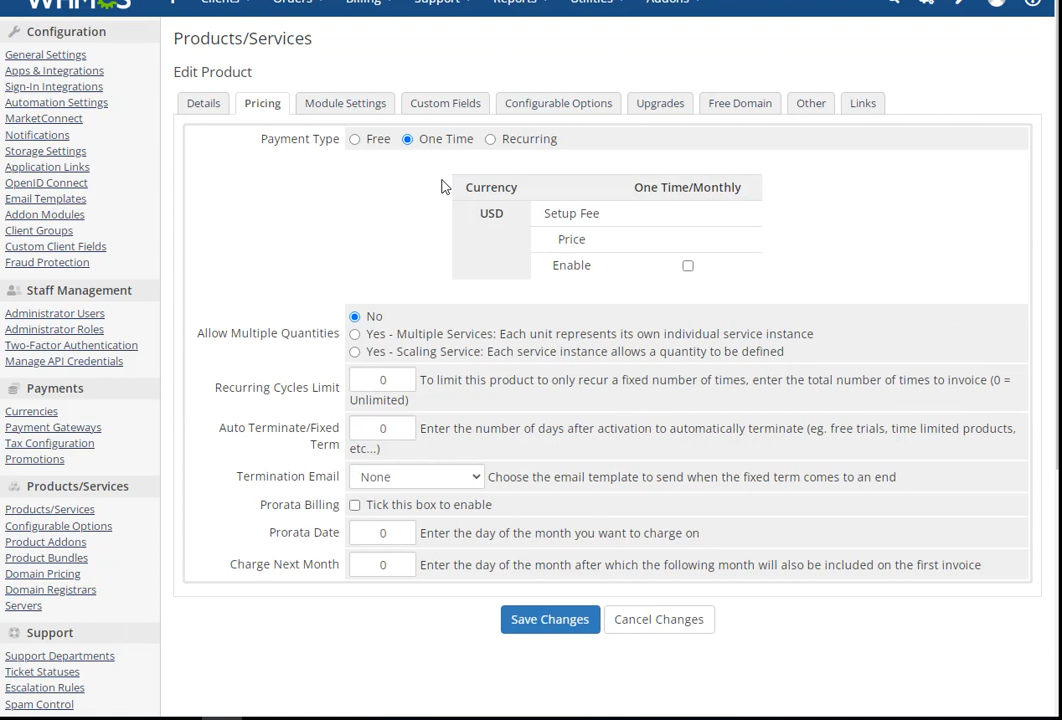 WHMCS Clients Orders Billing Support Reports Utilities Addons
Configuration
General Settings
Apps & Integrations
Sign-In Integrations
Automation Settings
MarketConnect
Notifications
Storage Settings
Application Links
OpenID Connect
Email Templates
Addon Modules
Client Groups
Custom Client Fields
Fraud Protection
Staff Management
Administrator Users
Administrator Roles
Two-Factor Authentication
Manage API Credentials
Payments
Currencies
Payment Gateways
Tax Configuration
Promotions
Products/Services
Products/Services
Configurable Options
Product Addons
Product Bundles
Domain Pricing
Domain Registrars
Servers
Support
Support Departments
Ticket Statuses
Escalation Rules
Spam Control
Products/Services
Edit Product
Details Pricing Module Settings Custom Fields Configurable Options Upgrades Free Domain Other Links
Payment Type Free One Time Recurring
Currency One Time/Monthly
USD Setup Fee
Price
Enable
Allow Multiple Quantities
No
Yes - Multiple Services: Each unit represents its own individual service instance
Yes - Scaling Service: Each service instance allows a quantity to be defined
Recurring Cycles Limit
0 To limit this product to only recur a fixed number of times, enter the total number of times to invoice (0 =
Unlimited)
Auto Terminate/Fixed
Term
0 Enter the number of days after activation to automatically terminate (eg. free trials, time limited products,
etc...)
Termination Email None Choose the email template to send when the fixed term comes to an end
Prorata Billing Tick this box to enable
Prorata Date 0 Enter the day of the month you want to charge on
Charge Next Month 0 Enter the day of the month after which the following month will also be included on the first invoice
Save Changes Cancel Changes